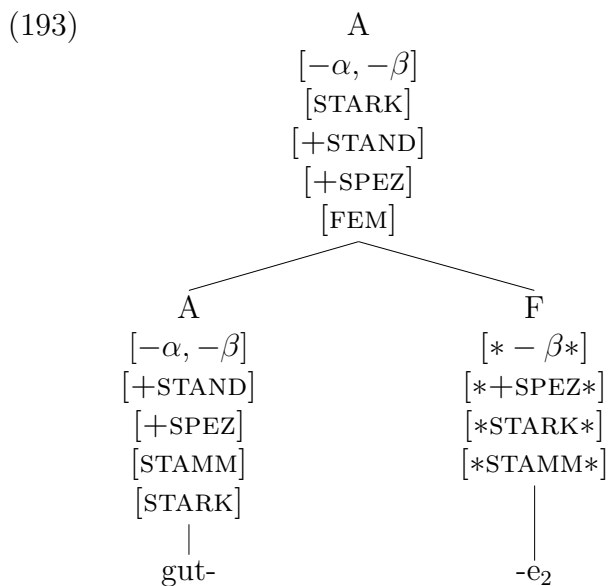 (193) A
[−α, −β]
[STARK]
[+STAND]
[+SPEZ]
[FEM]
A F
[−α, −β] [∗ − β∗]
[+STAND] [∗+SPEZ∗]
[+SPEZ] [∗STARK∗]
[STAMM] [∗STAMM∗]
[STARK]
gut- -e₂